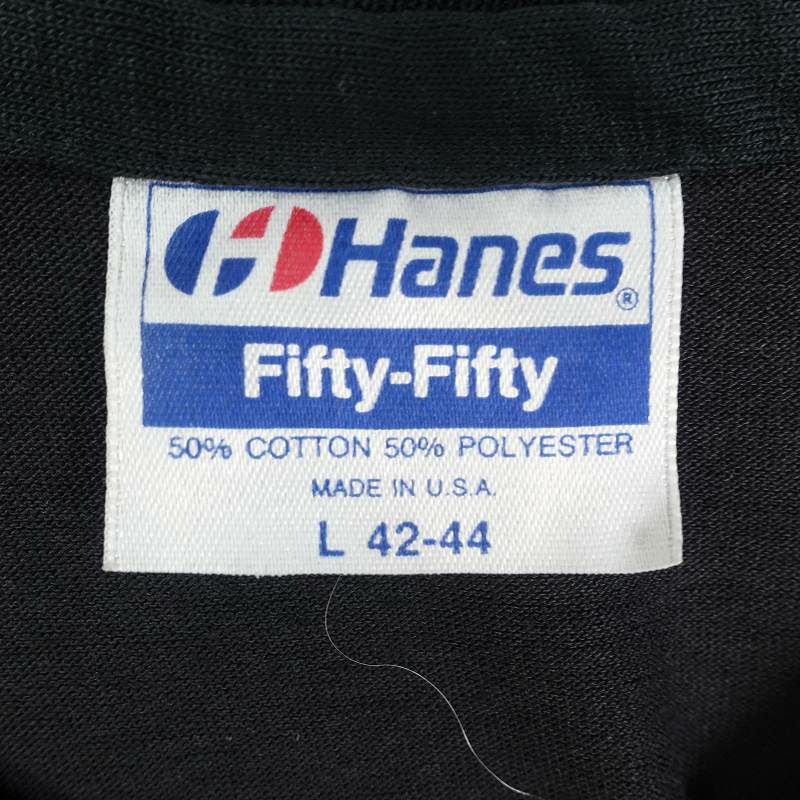 Hanes®
Fifty-Fifty
50% COTTON 50% POLYESTER
MADE IN U.S.A.
L 42-44